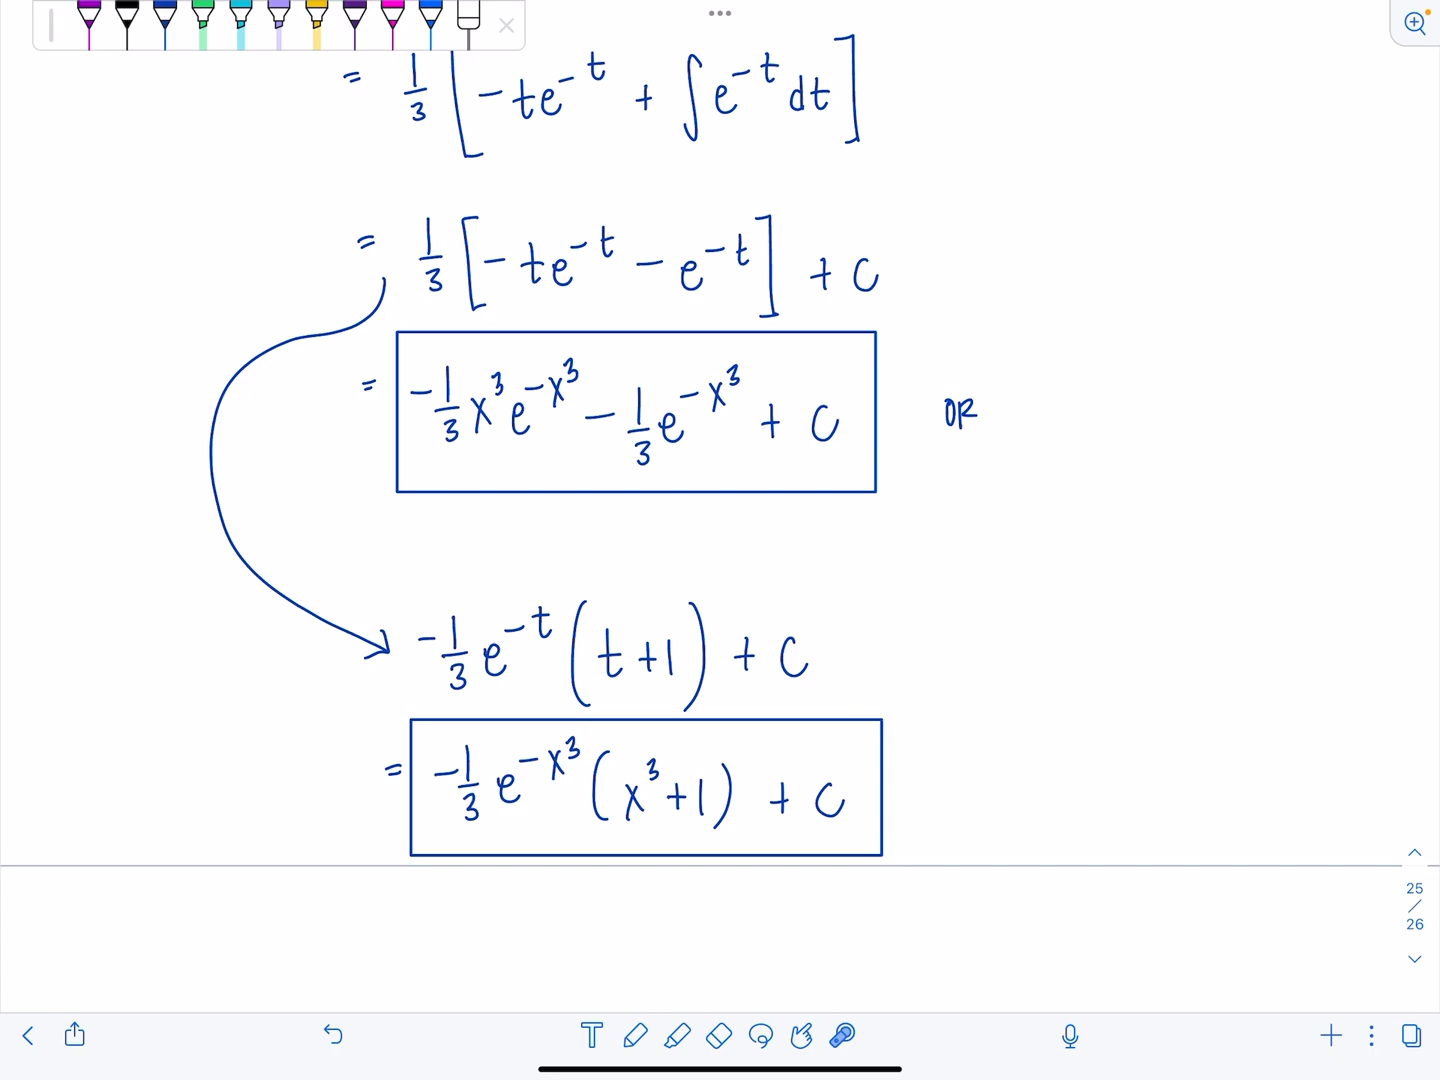 = 1/3 [-te^-t + ∫e^-t dt]
= 1/3 [-te^-t - e^-t] + C
= -1/3 x^3 e^-x^3 - 1/3 e^-x^3 + C OR
-1/3 e^-t (t+1) + C
= -1/3 e^-x^3 (x^3+1) + C
25
/
26
T